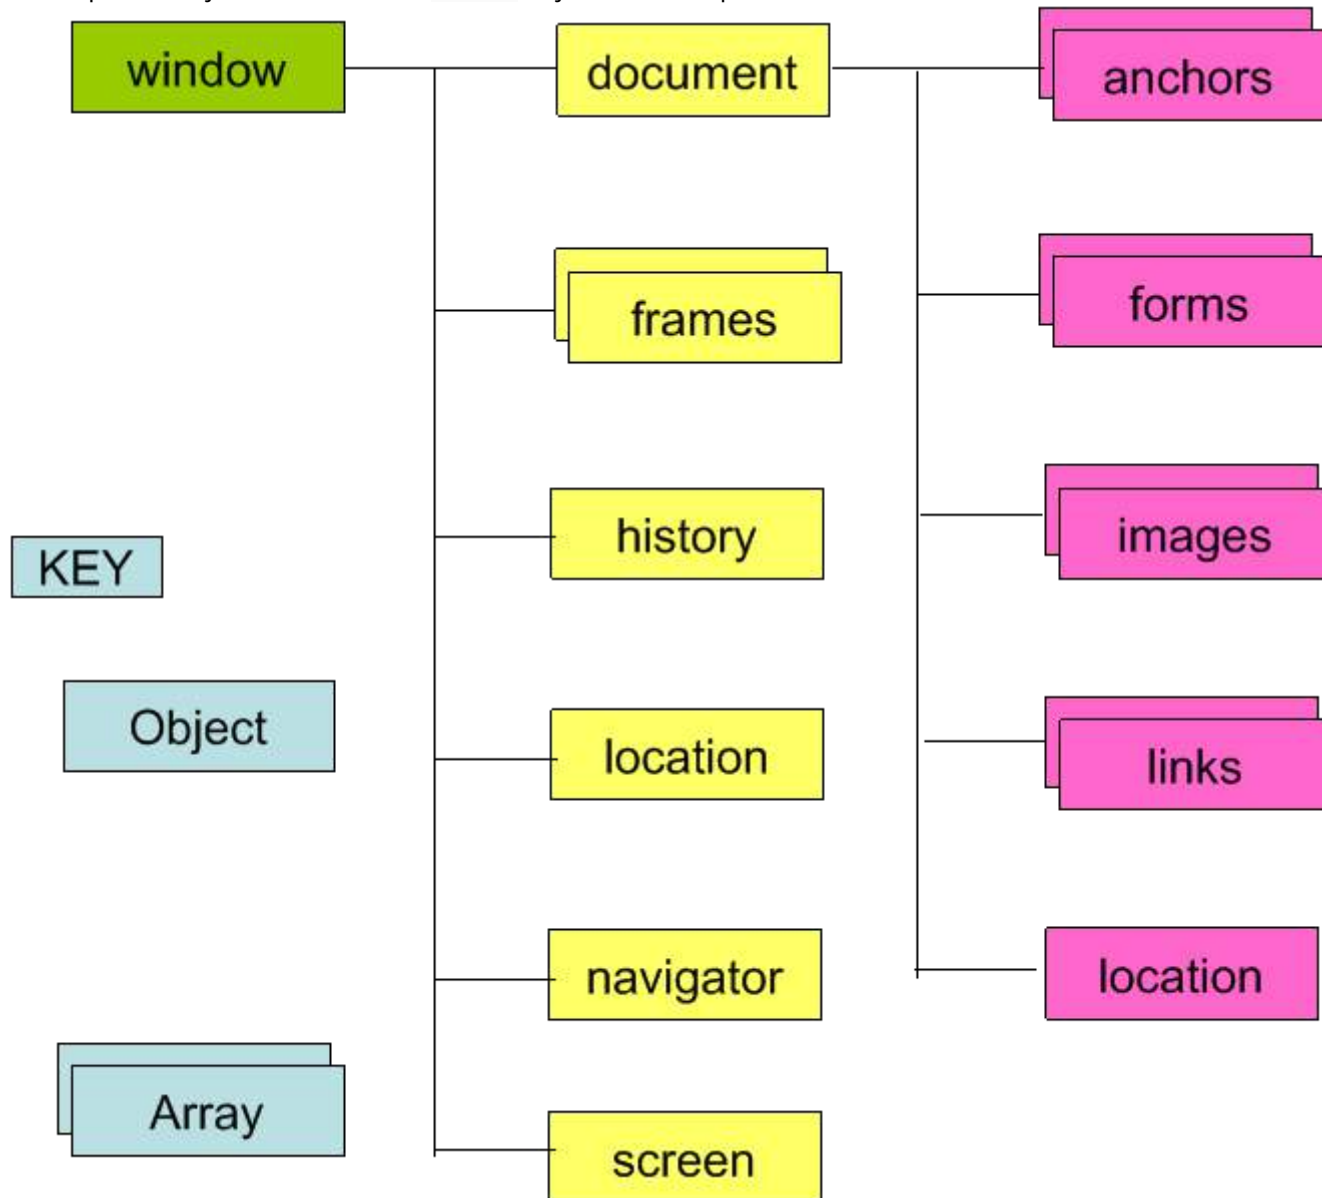 window
document
anchors
frames
forms
history
images
KEY
Object
location
links
navigator
location
Array
screen